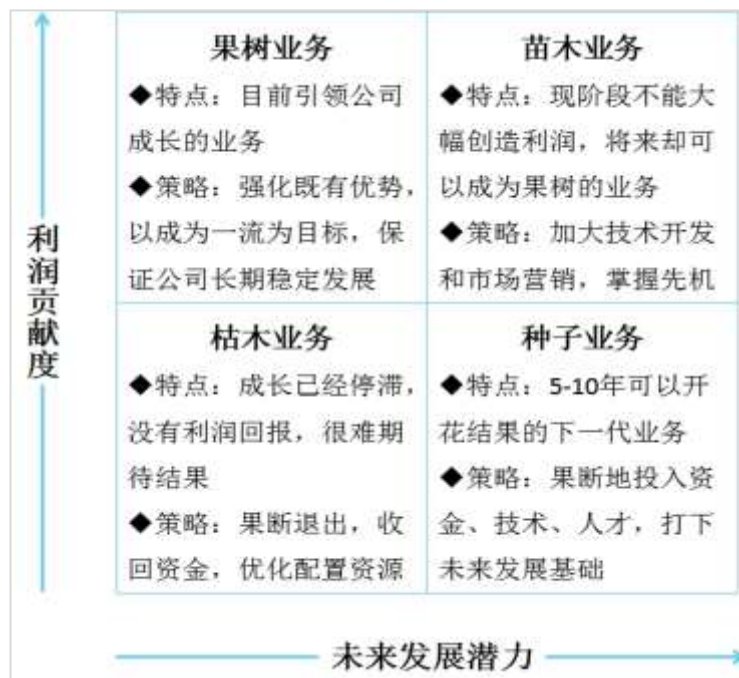 果树业务
◆特点：目前引领公司
成长的业务
◆策略：强化既有优势，
以成为一流为目标，保
证公司长期稳定发展
苗木业务
◆特点：现阶段不能大
幅创造利润，将来却可
以成为果树的业务
◆策略：加大技术开发
和市场营销，掌握先机
利润贡献度
枯木业务
◆特点：成长已经停滞，
没有利润回报，很难期
待结果
◆策略：果断退出，收
回资金，优化配置资源
种子业务
◆特点：5-10年可以开
花结果的下一代业务
◆策略：果断地投入资
金、技术、人才，打下
未来发展基础
未来发展潜力